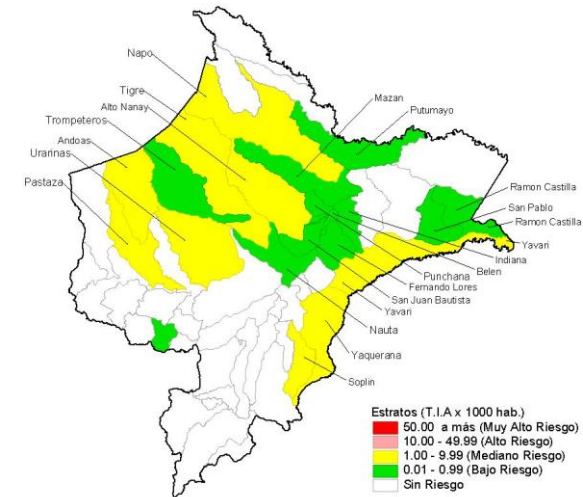 Napo
Tigre
Alto Nanay
Trompeteros
Andoas
Urarinas
Pastaza
Mazan
Putumayo
Ramon Castilla
San Pablo
Ramon Castilla
Yavari
Indiana
Belen
Punchana
Fernando Lores
San Juan Bautista
Yavari
Nauta
Yaquerana
Soplin
Estratos (T.I.A x 1000 hab.)
50.00 a más (Muy Alto Riesgo)
10.00 - 49.99 (Alto Riesgo)
1.00 - 9.99 (Mediano Riesgo)
0.01 - 0.99 (Bajo Riesgo)
Sin Riesgo